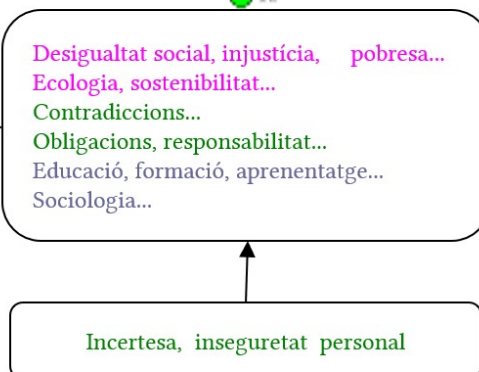 Desigualtat social, injustícia, pobresa...
Ecologia, sostenibilitat...
Contradiccions...
Obligacions, responsabilitat...
Educació, formació, aprenentatge...
Sociologia...
Incertesa, inseguretat personal